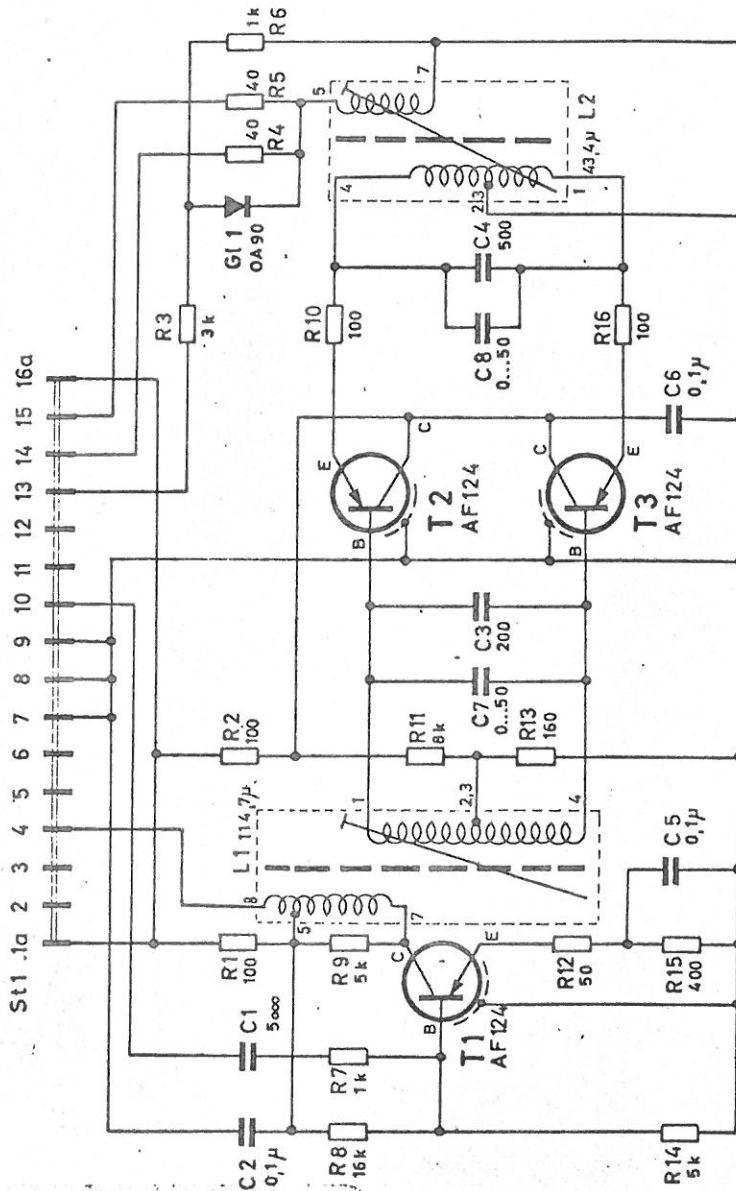 St1
1a 2 3 4 5 6 7 8 9 10 11 12 13 14 15 16a
R6
1k
R5
40
R4
40
Gl 1
OA90
R3
3k
5
7
L2
43,4µ
4
2,3
1
R10
100
C4
500
C8
0...50
R16
100
C6
0,1µ
E
C
B
T2
AF124
C
E
B
T3
AF124
C3
200
C7
0...50
R2
100
R11
8k
R13
160
1
2,3
4
L1 114,7µ
8
5
7
C5
0,1µ
R1
100
R9
5k
C
E
B
T1
AF124
R12
50
R15
400
C1
5000
R7
1k
C2
0,1µ
R8
16k
R14
5k